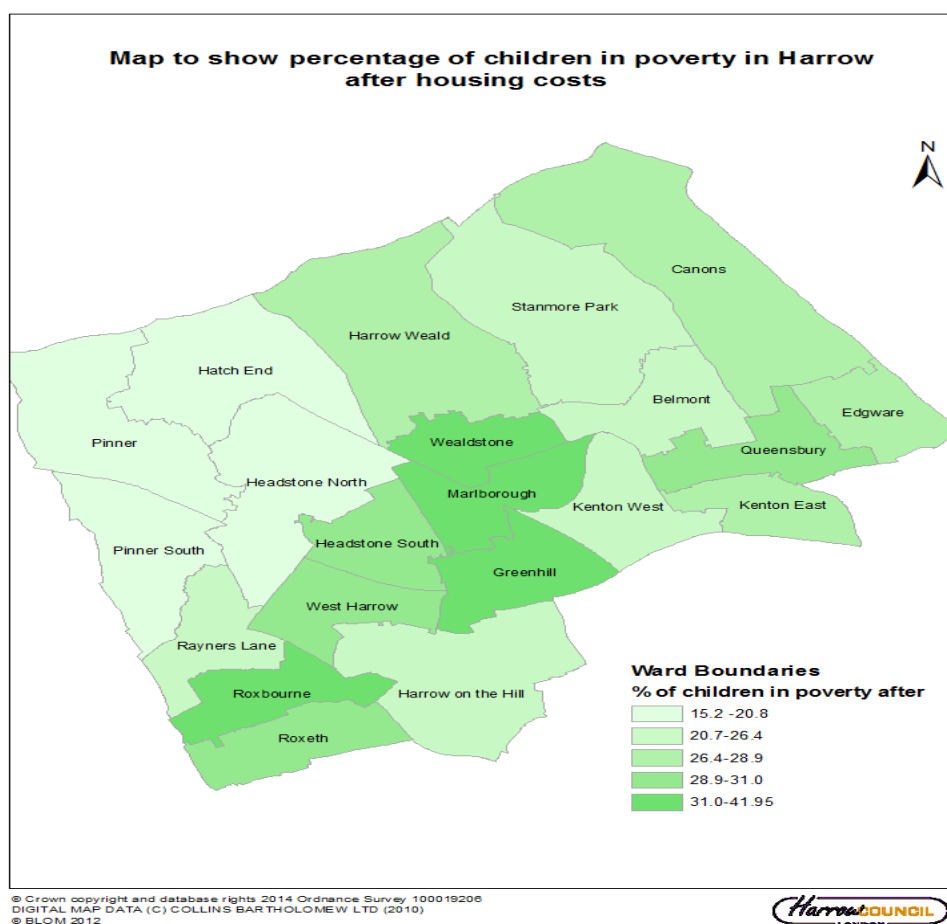 Map to show percentage of children in poverty in Harrow
after housing costs
N
Canons
Stanmore Park
Harrow Weald
Hatch End
Belmont
Edgware
Pinner
Wealdstone
Queensbury
Headstone North
Marlborough
Kenton West
Kenton East
Pinner South
Headstone South
Greenhill
West Harrow
Rayners Lane
Roxbourne
Harrow on the Hill
Roxeth
Ward Boundaries
% of children in poverty after
15.2 -20.8
20.7-26.4
26.4-28.9
28.9-31.0
31.0-41.95
© Crown copyright and database rights 2014 Ordnance Survey 100019206
DIGITAL MAP DATA (C) COLLINS BARTHOLOMEW LTD (2010)
© BLOM 2012
Harrow COUNCIL
LONDON